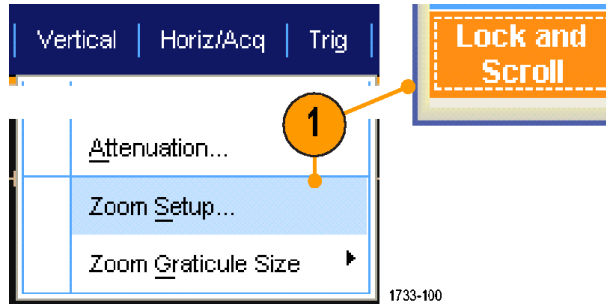 Vertical | Horiz/Acq | Trig
Lock and
Scroll
1
Attenuation...
Zoom Setup...
Zoom Graticule Size
1733-100